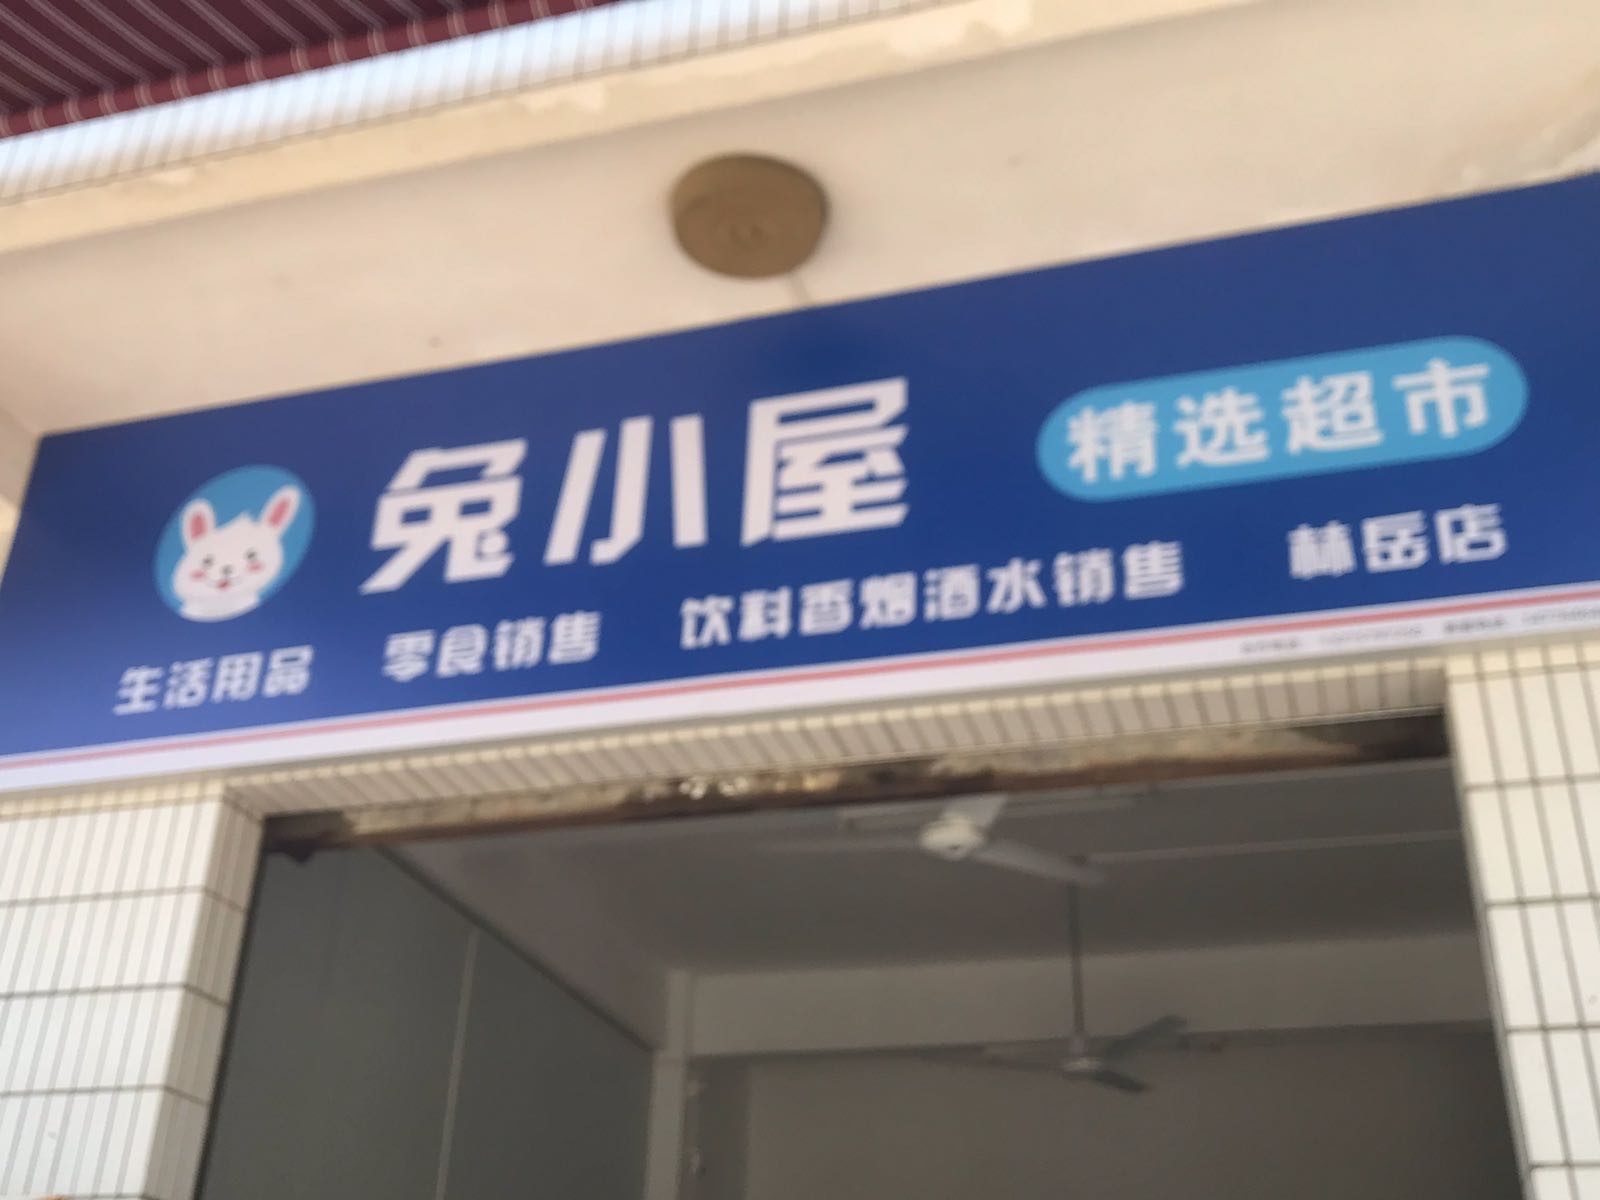 兔小屋
精选超市
生活用品 零食销售 饮料香烟酒水销售 林岳店